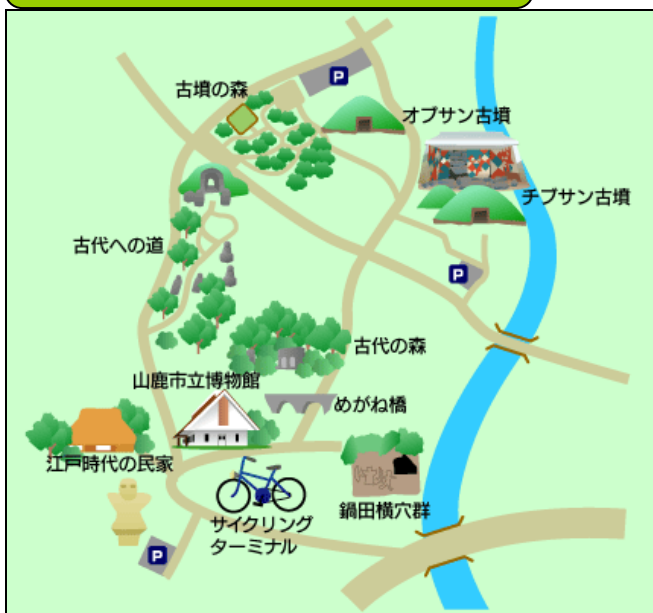 P
古墳の森
オブサン古墳
チブサン古墳
古代への道
P
古代の森
山鹿市立博物館
めがね橋
江戸時代の民家
鍋田横穴群
サイクリング
ターミナル
P